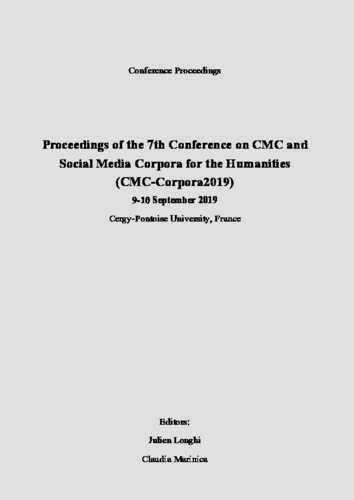 Conference Proceedings
Proceedings of the 7th Conference on CMC and
Social Media Corpora for the Humanities
(CMC-Corpora2019)
9-10 September 2019
Cergy-Pontoise University, France
Editors:
Julien Longhi
Claudia Marinica